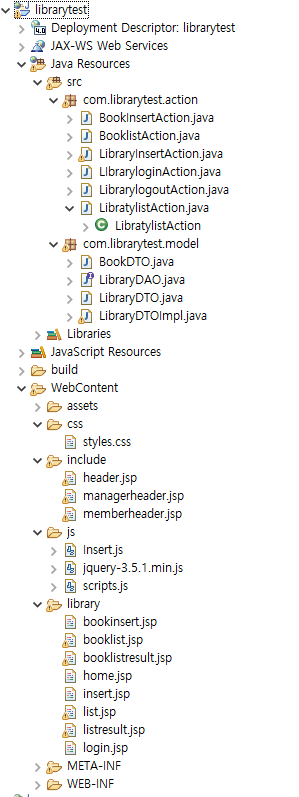 librarytest
Deployment Descriptor: librarytest
JAX-WS Web Services
Java Resources
src
com.librarytest.action
BookInsertAction.java
BooklistAction.java
LibraryInsertAction.java
LIbraryloginAction.java
LibrarylogoutAction.java
LibratylistAction.java
LibratylistAction
com.librarytest.model
BookDTO.java
LibraryDAO.java
LibraryDTO.java
LibraryDTOImpl.java
Libraries
JavaScript Resources
build
WebContent
assets
css
styles.css
include
header.jsp
managerheader.jsp
memberheader.jsp
js
Insert.js
jquery-3.5.1.min.js
scripts.js
library
bookinsert.jsp
booklist.jsp
booklistresult.jsp
home.jsp
insert.jsp
list.jsp
listresult.jsp
login.jsp
META-INF
WEB-INF